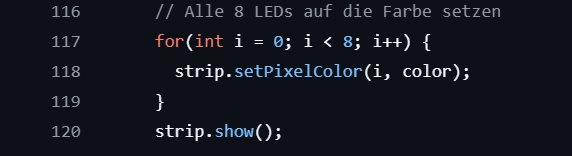 116 // Alle 8 LEDs auf die Farbe setzen
117 for(int i = 0; i < 8; i++) {
118 strip.setPixelColor(i, color);
119 }
120 strip.show();